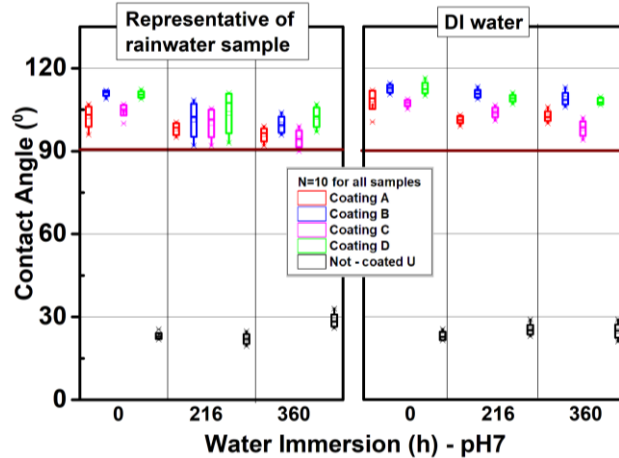 Representative of
rainwater sample
DI water
Contact Angle (⁰)
120
90
60
30
0
N=10 for all samples
Coating A
Coating B
Coating C
Coating D
Not - coated U
0 216 360
0 216 360
Water Immersion (h) - pH7